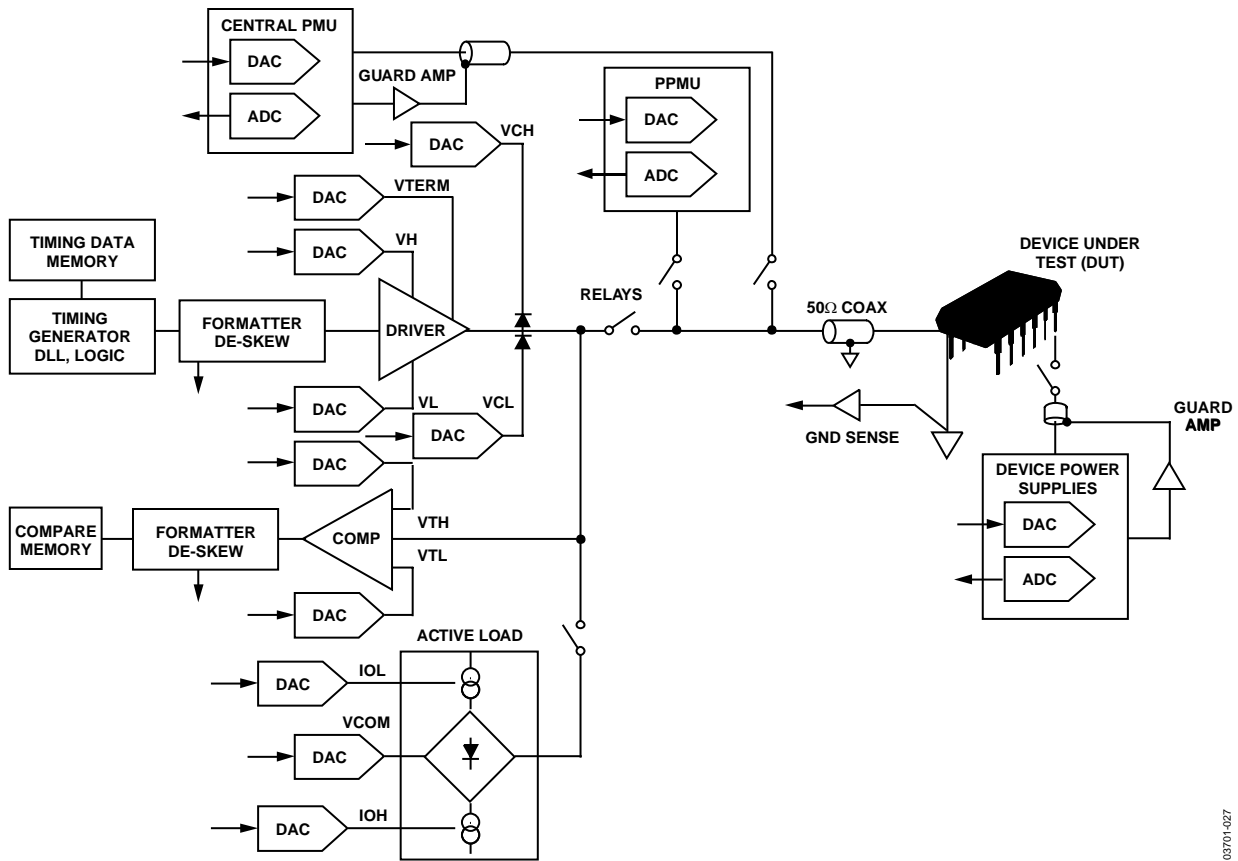 CENTRAL PMU
DAC
ADC
GUARD AMP
VCH
DAC
PPMU
DAC
ADC
DAC
VTERM
DAC
VH
TIMING DATA
MEMORY
TIMING
GENERATOR
DLL, LOGIC
FORMATTER
DE-SKEW
DRIVER
RELAYS
50Ω COAX
DEVICE UNDER
TEST (DUT)
DAC
VL
VCL
DAC
GND SENSE
GUARD
AMP
DAC
VTH
COMPARE
MEMORY
FORMATTER
DE-SKEW
COMP
VTL
DAC
DEVICE POWER
SUPPLIES
DAC
ADC
ACTIVE LOAD
DAC
IOL
VCOM
DAC
DAC
IOH
03701-027